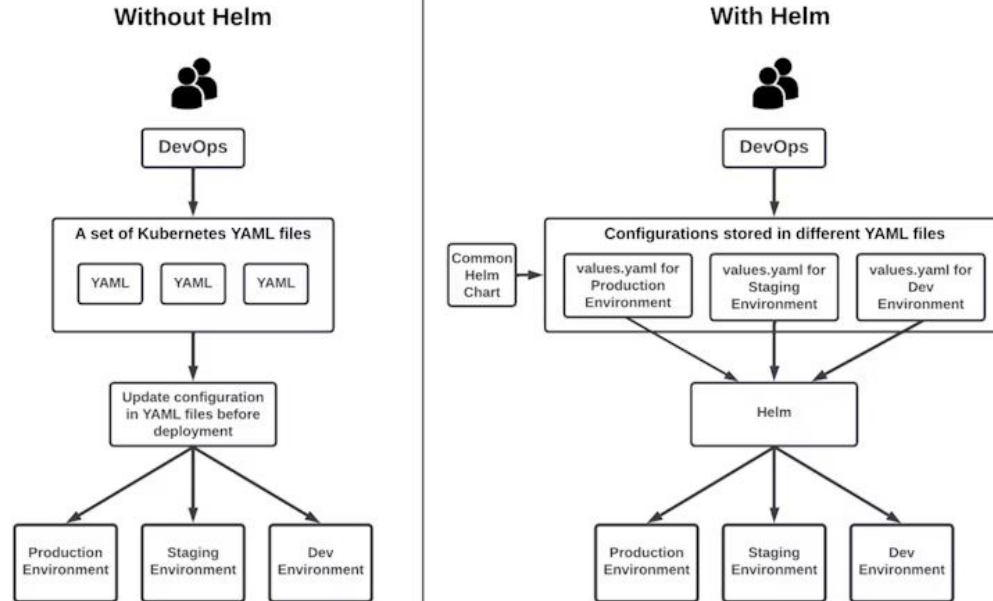 Without Helm
DevOps
A set of Kubernetes YAML files
YAML
YAML
YAML
Update configuration
in YAML files before
deployment
Production
Environment
Staging
Environment
Dev
Environment
With Helm
DevOps
Common
Helm
Chart
Configurations stored in different YAML files
values.yaml for
Production
Environment
values.yaml for
Staging
Environment
values.yaml for
Dev
Environment
Helm
Production
Environment
Staging
Environment
Dev
Environment